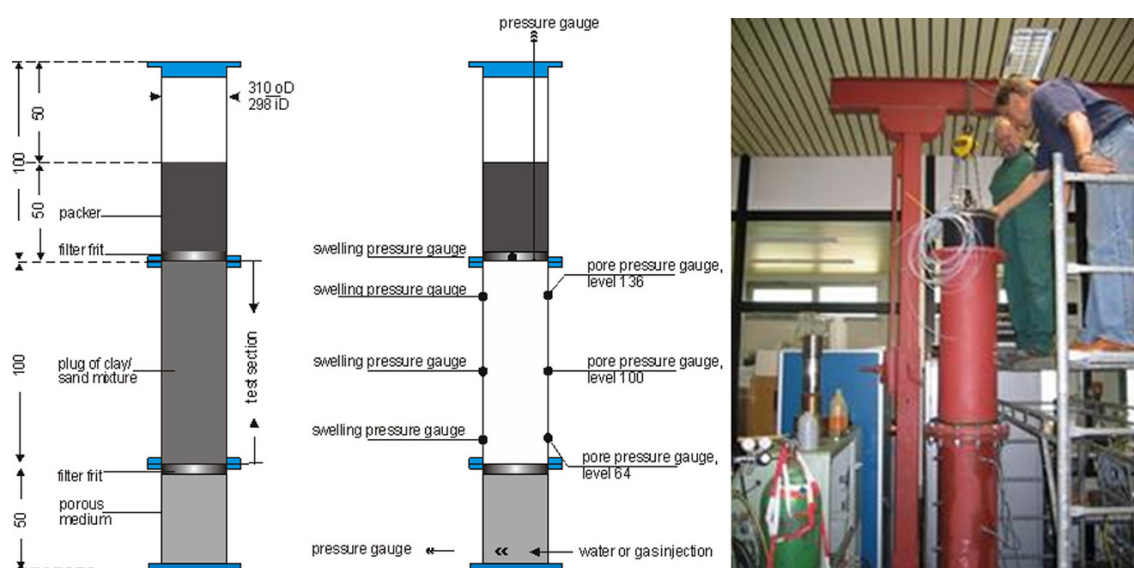 pressure gauge
310 oD
298 iD
50
100
50
packer
filter frit
plug of clay/
sand mixture
100
test section
filter frit
porous
medium
50
swelling pressure gauge
swelling pressure gauge
swelling pressure gauge
swelling pressure gauge
pore pressure gauge,
level 136
pore pressure gauge,
level 100
pore pressure gauge,
level 64
pressure gauge
water or gasinjection